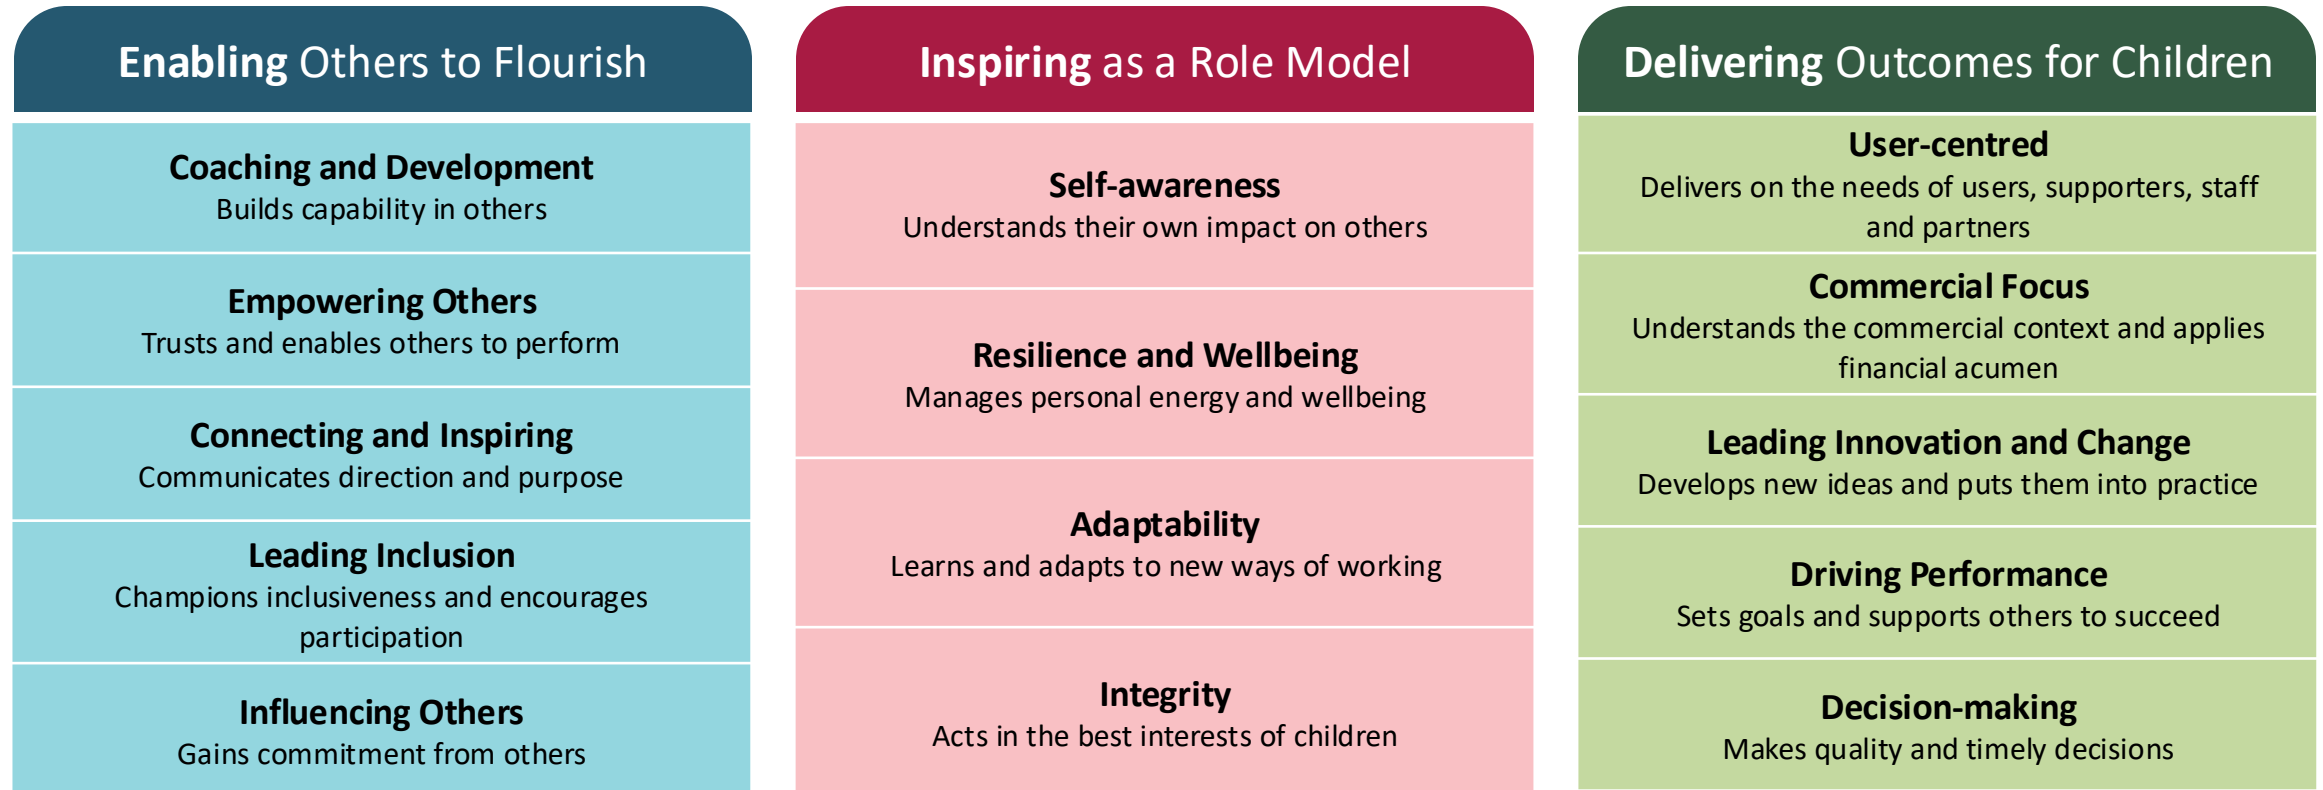 Enabling Others to Flourish
Coaching and Development
Builds capability in others
Empowering Others
Trusts and enables others to perform
Connecting and Inspiring
Communicates direction and purpose
Leading Inclusion
Champions inclusiveness and encourages
participation
Influencing Others
Gains commitment from others
Inspiring as a Role Model
Self-awareness
Understands their own impact on others
Resilience and Wellbeing
Manages personal energy and wellbeing
Adaptability
Learns and adapts to new ways of working
Integrity
Acts in the best interests of children
Delivering Outcomes for Children
User-centred
Delivers on the needs of users, supporters, staff
and partners
Commercial Focus
Understands the commercial context and applies
financial acumen
Leading Innovation and Change
Develops new ideas and puts them into practice
Driving Performance
Sets goals and supports others to succeed
Decision-making
Makes quality and timely decisions